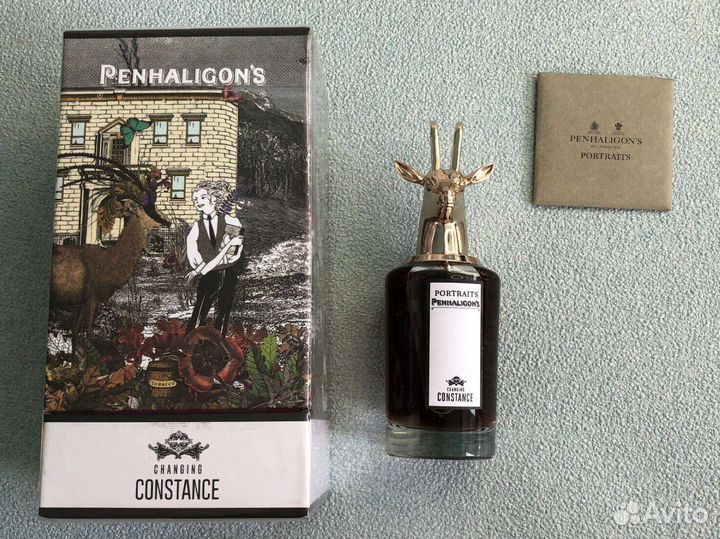 PENHALIGON'S
TOBACCO
CHANGING
CONSTANCE
PORTRAITS
PENHALIGON'S
CHANGING
CONSTANCE
PENHALIGON'S
PORTRAITS
Avito